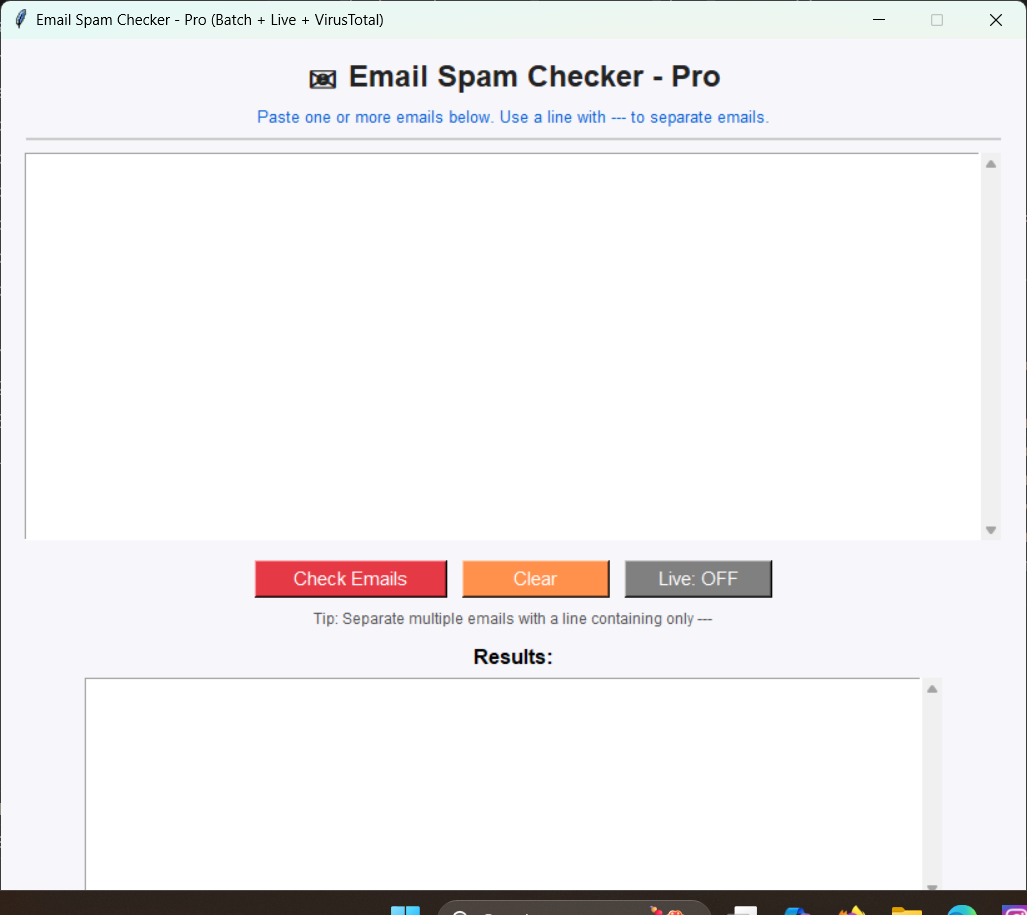 Email Spam Checker - Pro (Batch + Live + VirusTotal)
📧 Email Spam Checker - Pro
Paste one or more emails below. Use a line with --- to separate emails.
Check Emails
Clear
Live: OFF
Tip: Separate multiple emails with a line containing only ---
Results: